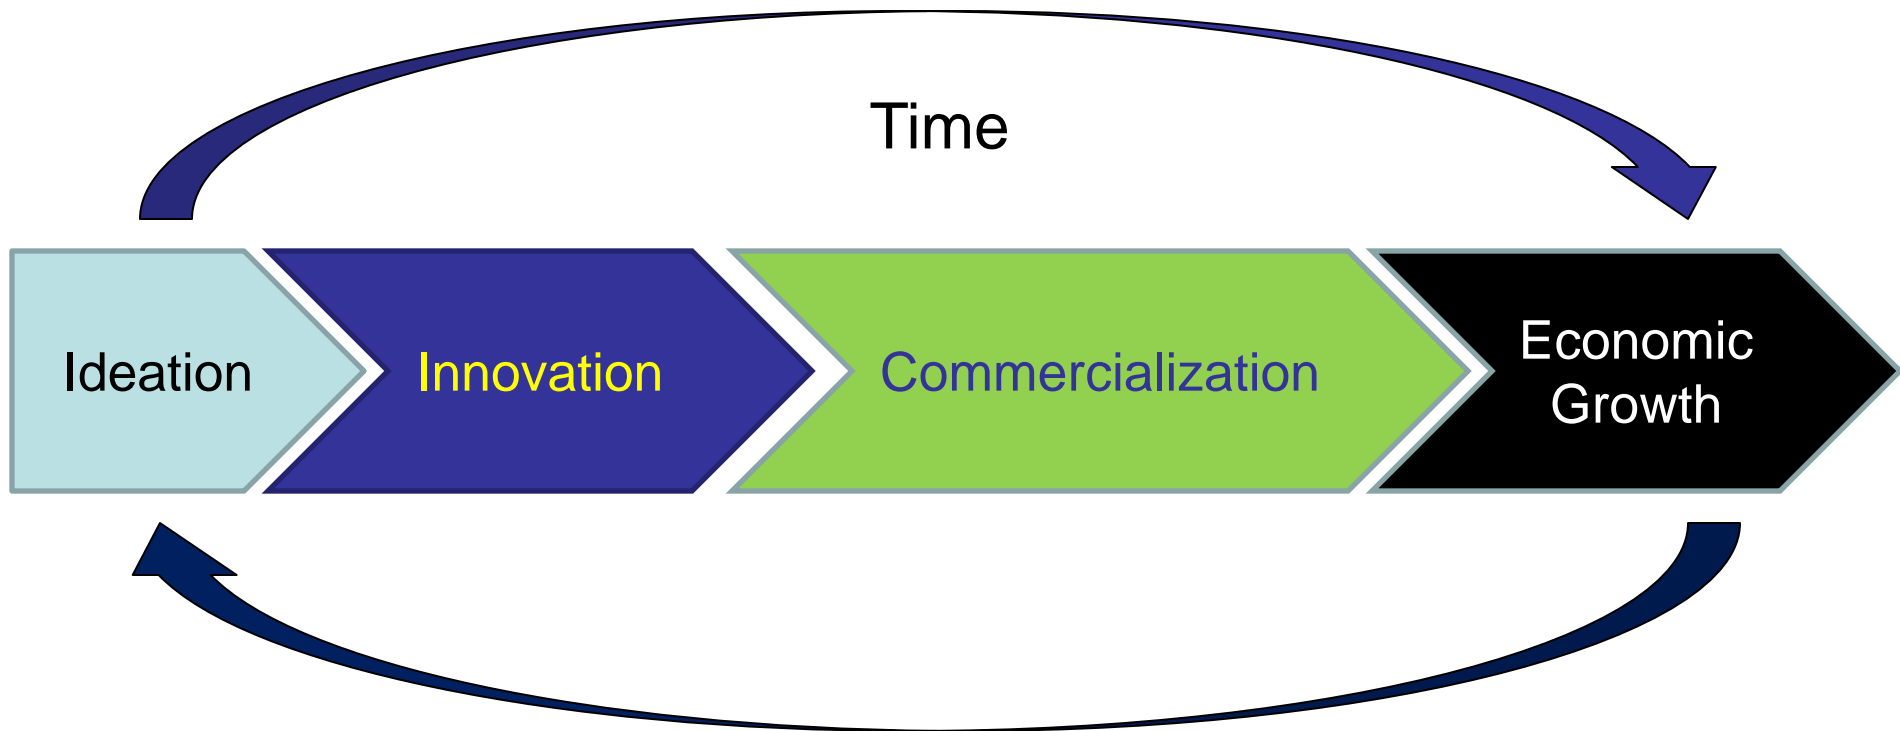 Time
Ideation
Innovation
Commercialization
Economic
Growth